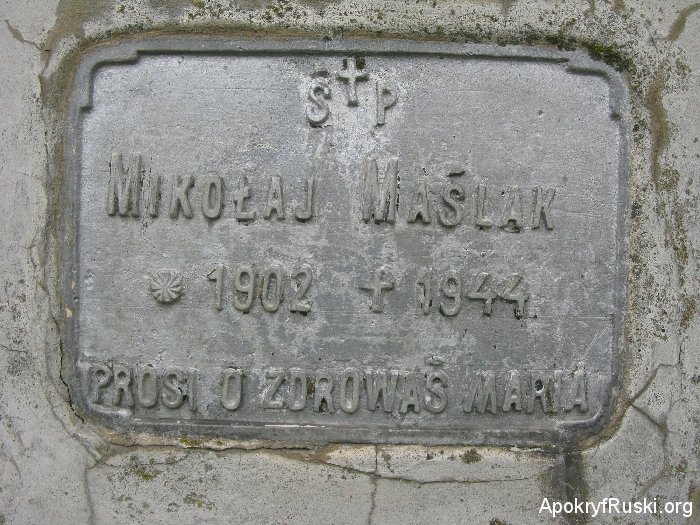 Ś✝P
MIKOŁAJ MAŚLAK
* 1902 + 1944
PROSI O ZDROWAŚ MARIA
ApokryfRuski.org